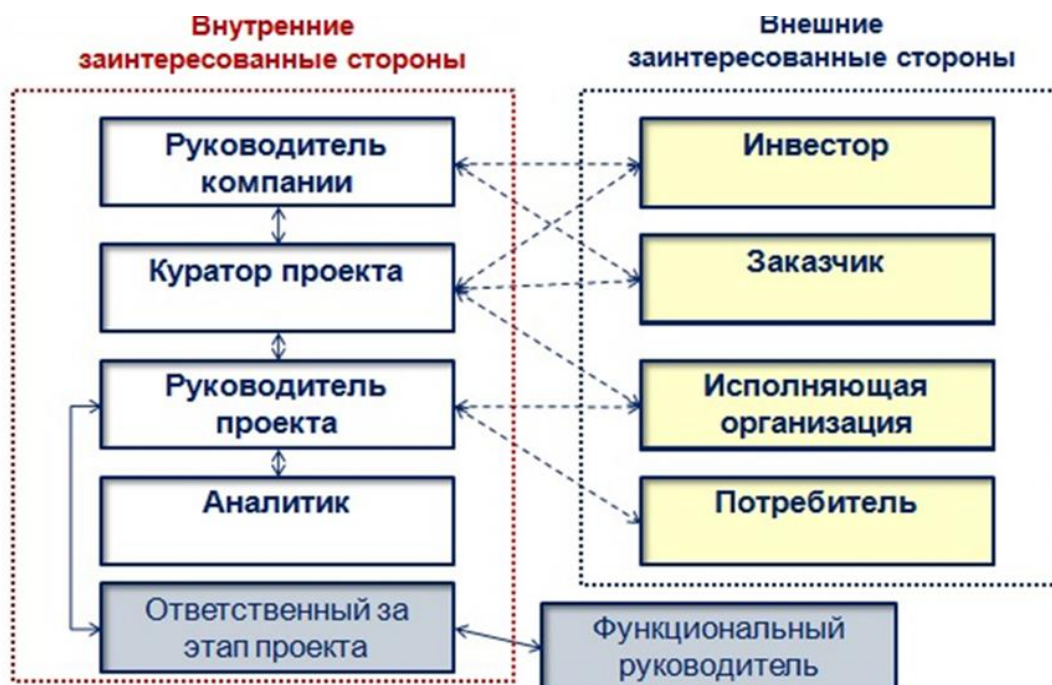 Внутренние
заинтересованные стороны
Руководитель
компании
Куратор проекта
Руководитель
проекта
Аналитик
Ответственный за
этап проекта
Внешние
заинтересованные стороны
Инвестор
Заказчик
Исполняющая
организация
Потребитель
Функциональный
руководитель